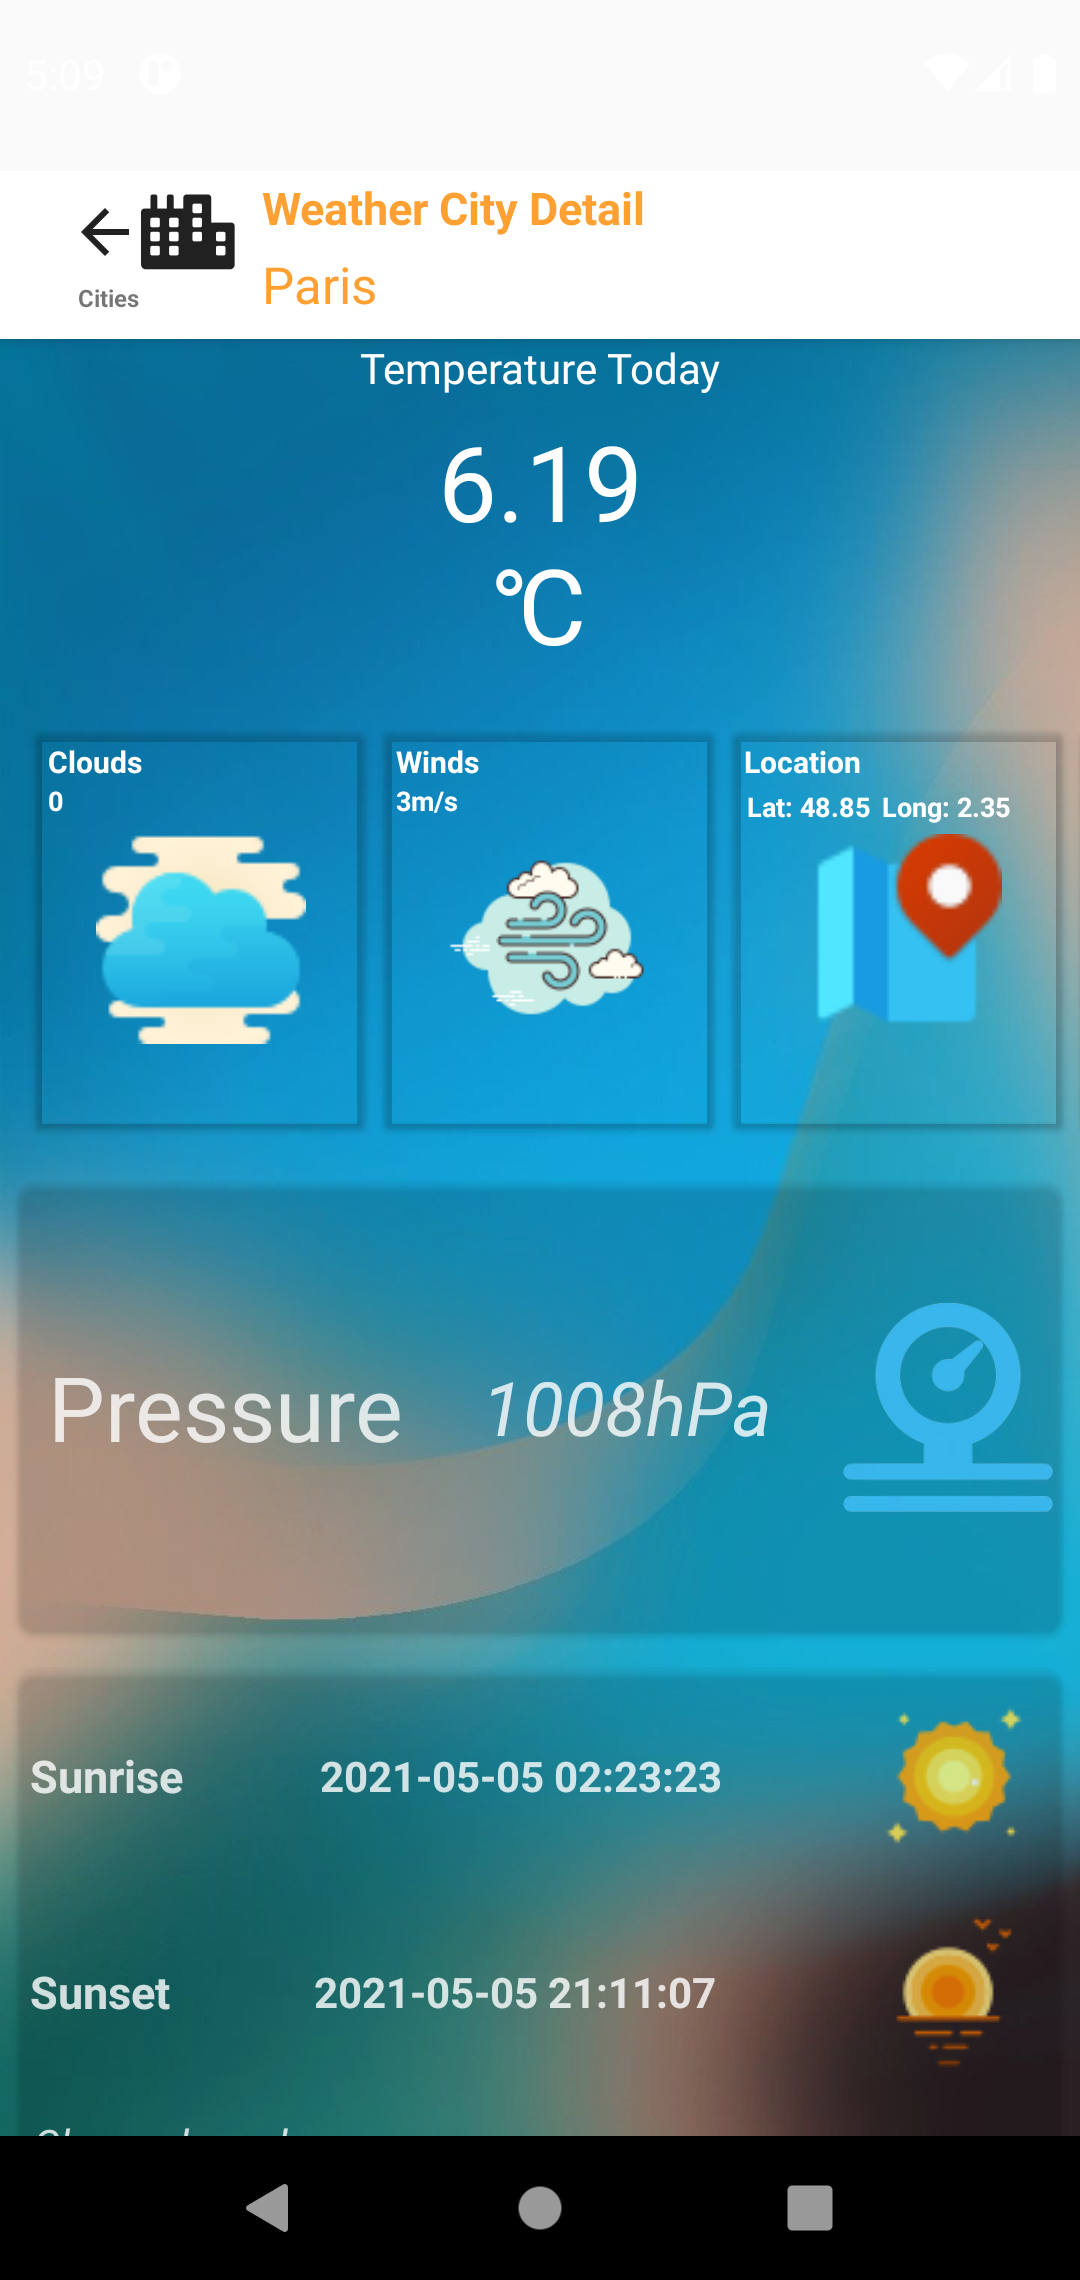 5:09
Weather City Detail
Cities
Paris
Temperature Today
6.19
°C
Clouds
0
Winds
3m/s
Location
Lat: 48.85 Long: 2.35
Pressure
1008hPa
Sunrise
2021-05-05 02:23:23
Sunset
2021-05-05 21:11:07